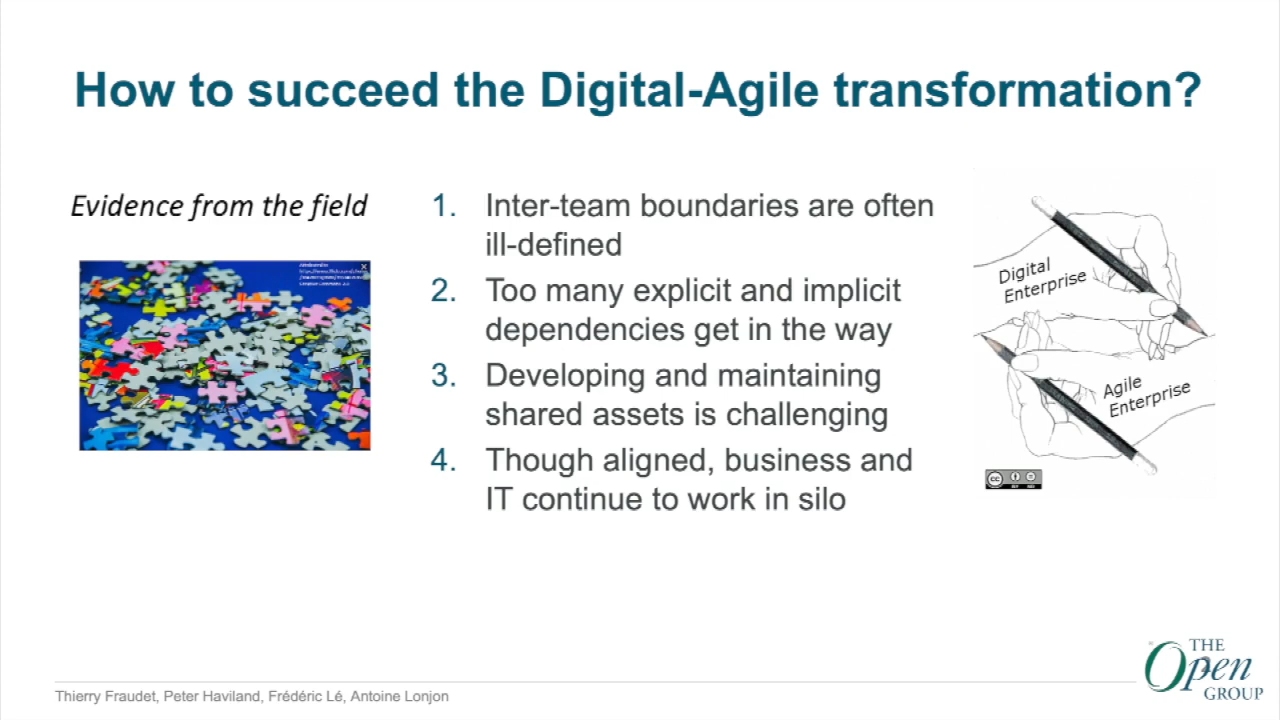 How to succeed the Digital-Agile transformation?
Evidence from the field
1. Inter-team boundaries are often
ill-defined
2. Too many explicit and implicit
dependencies get in the way
3. Developing and maintaining
shared assets is challenging
4. Though aligned, business and
IT continue to work in silo
Digital
Enterprise
Agile
Enterprise
cc
THE
Open
GROUP
Thierry Fraudet, Peter Haviland, Frédéric Lé, Antoine Lonjon